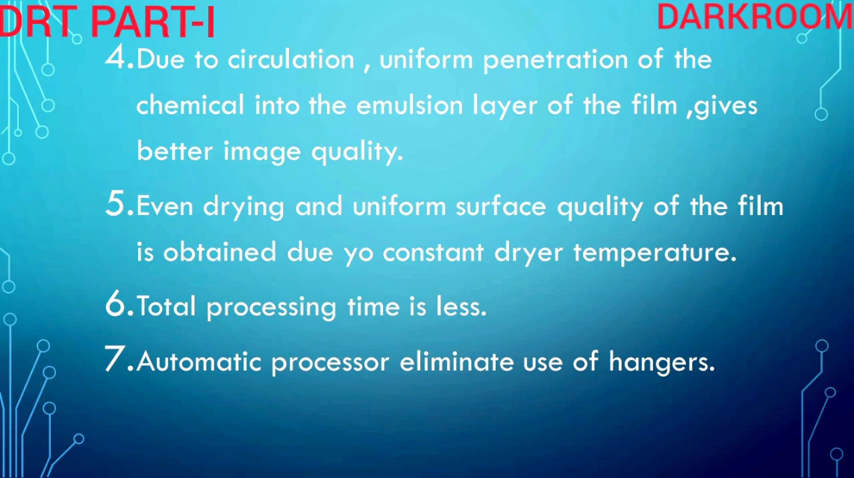 DRT PART-I
DARKROOM
4.Due to circulation , uniform penetration of the
chemical into the emulsion layer of the film ,gives
better image quality.
5.Even drying and uniform surface quality of the film
is obtained due yo constant dryer temperature.
6.Total processing time is less.
7.Automatic processor eliminate use of hangers.